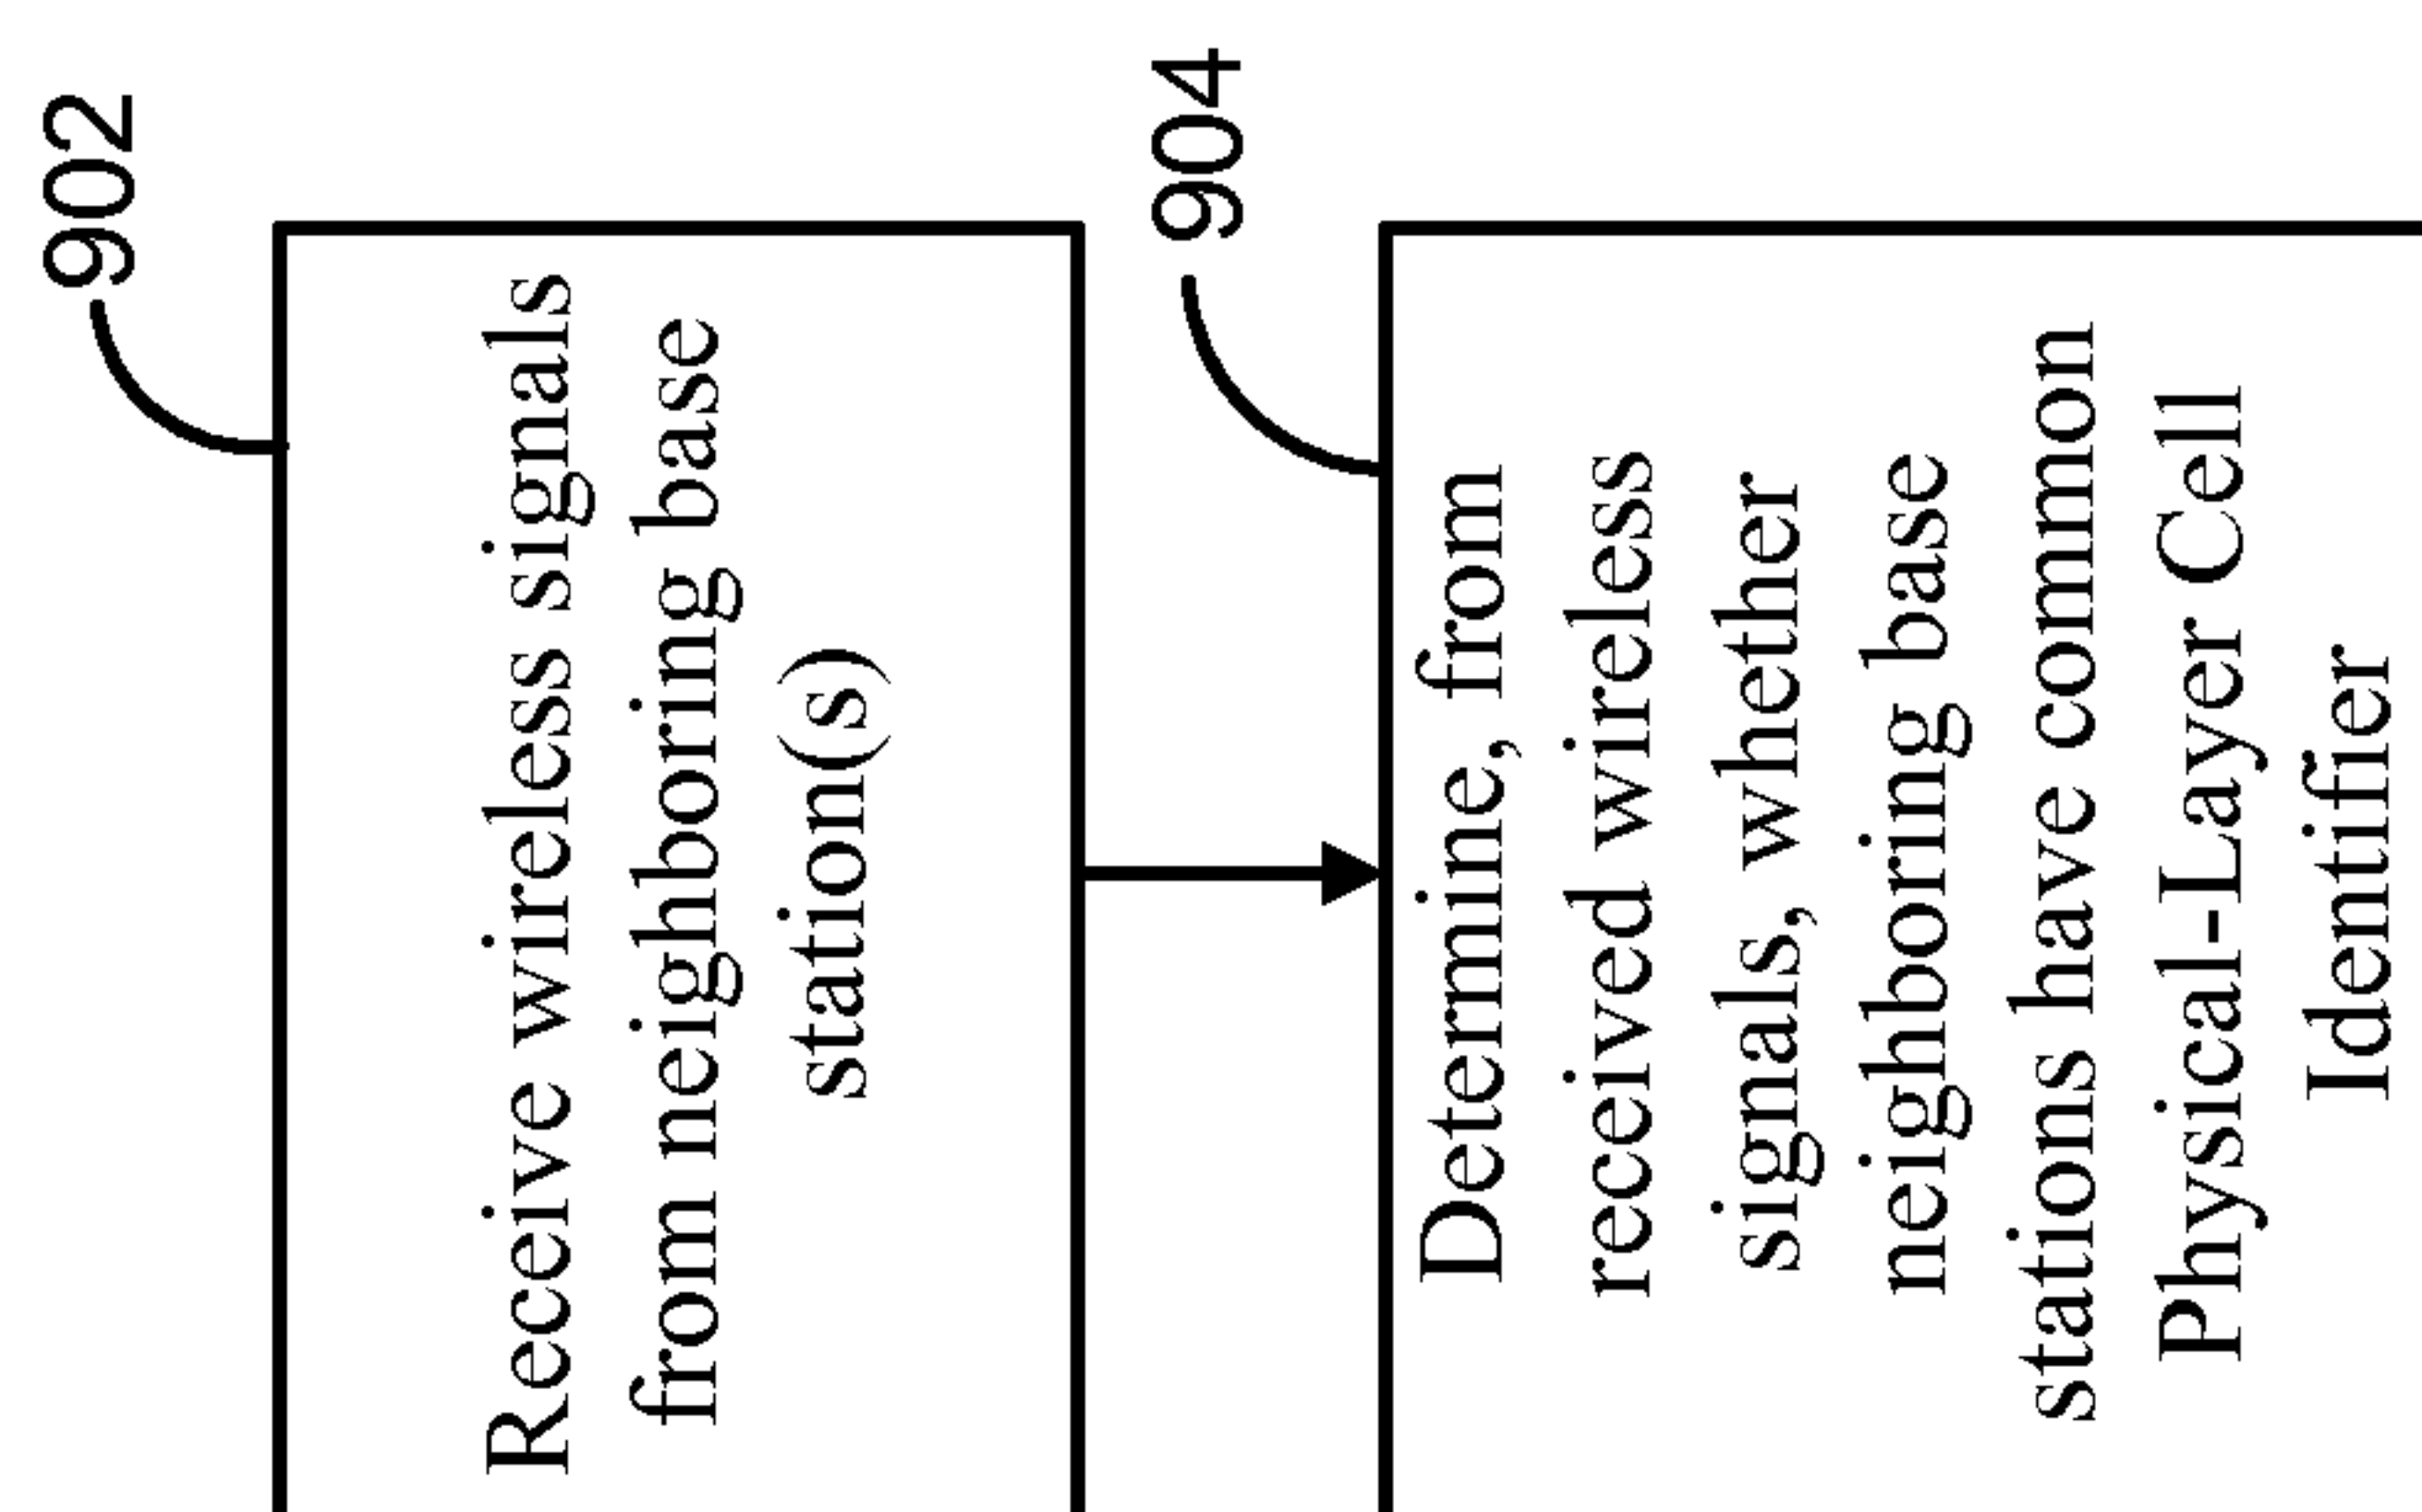 902
Receive wireless signals
from neighboring base
station(s)
904
Determine, from
received wireless
signals, whether
neighboring base
stations have common
Physical-Layer Cell
Identifier